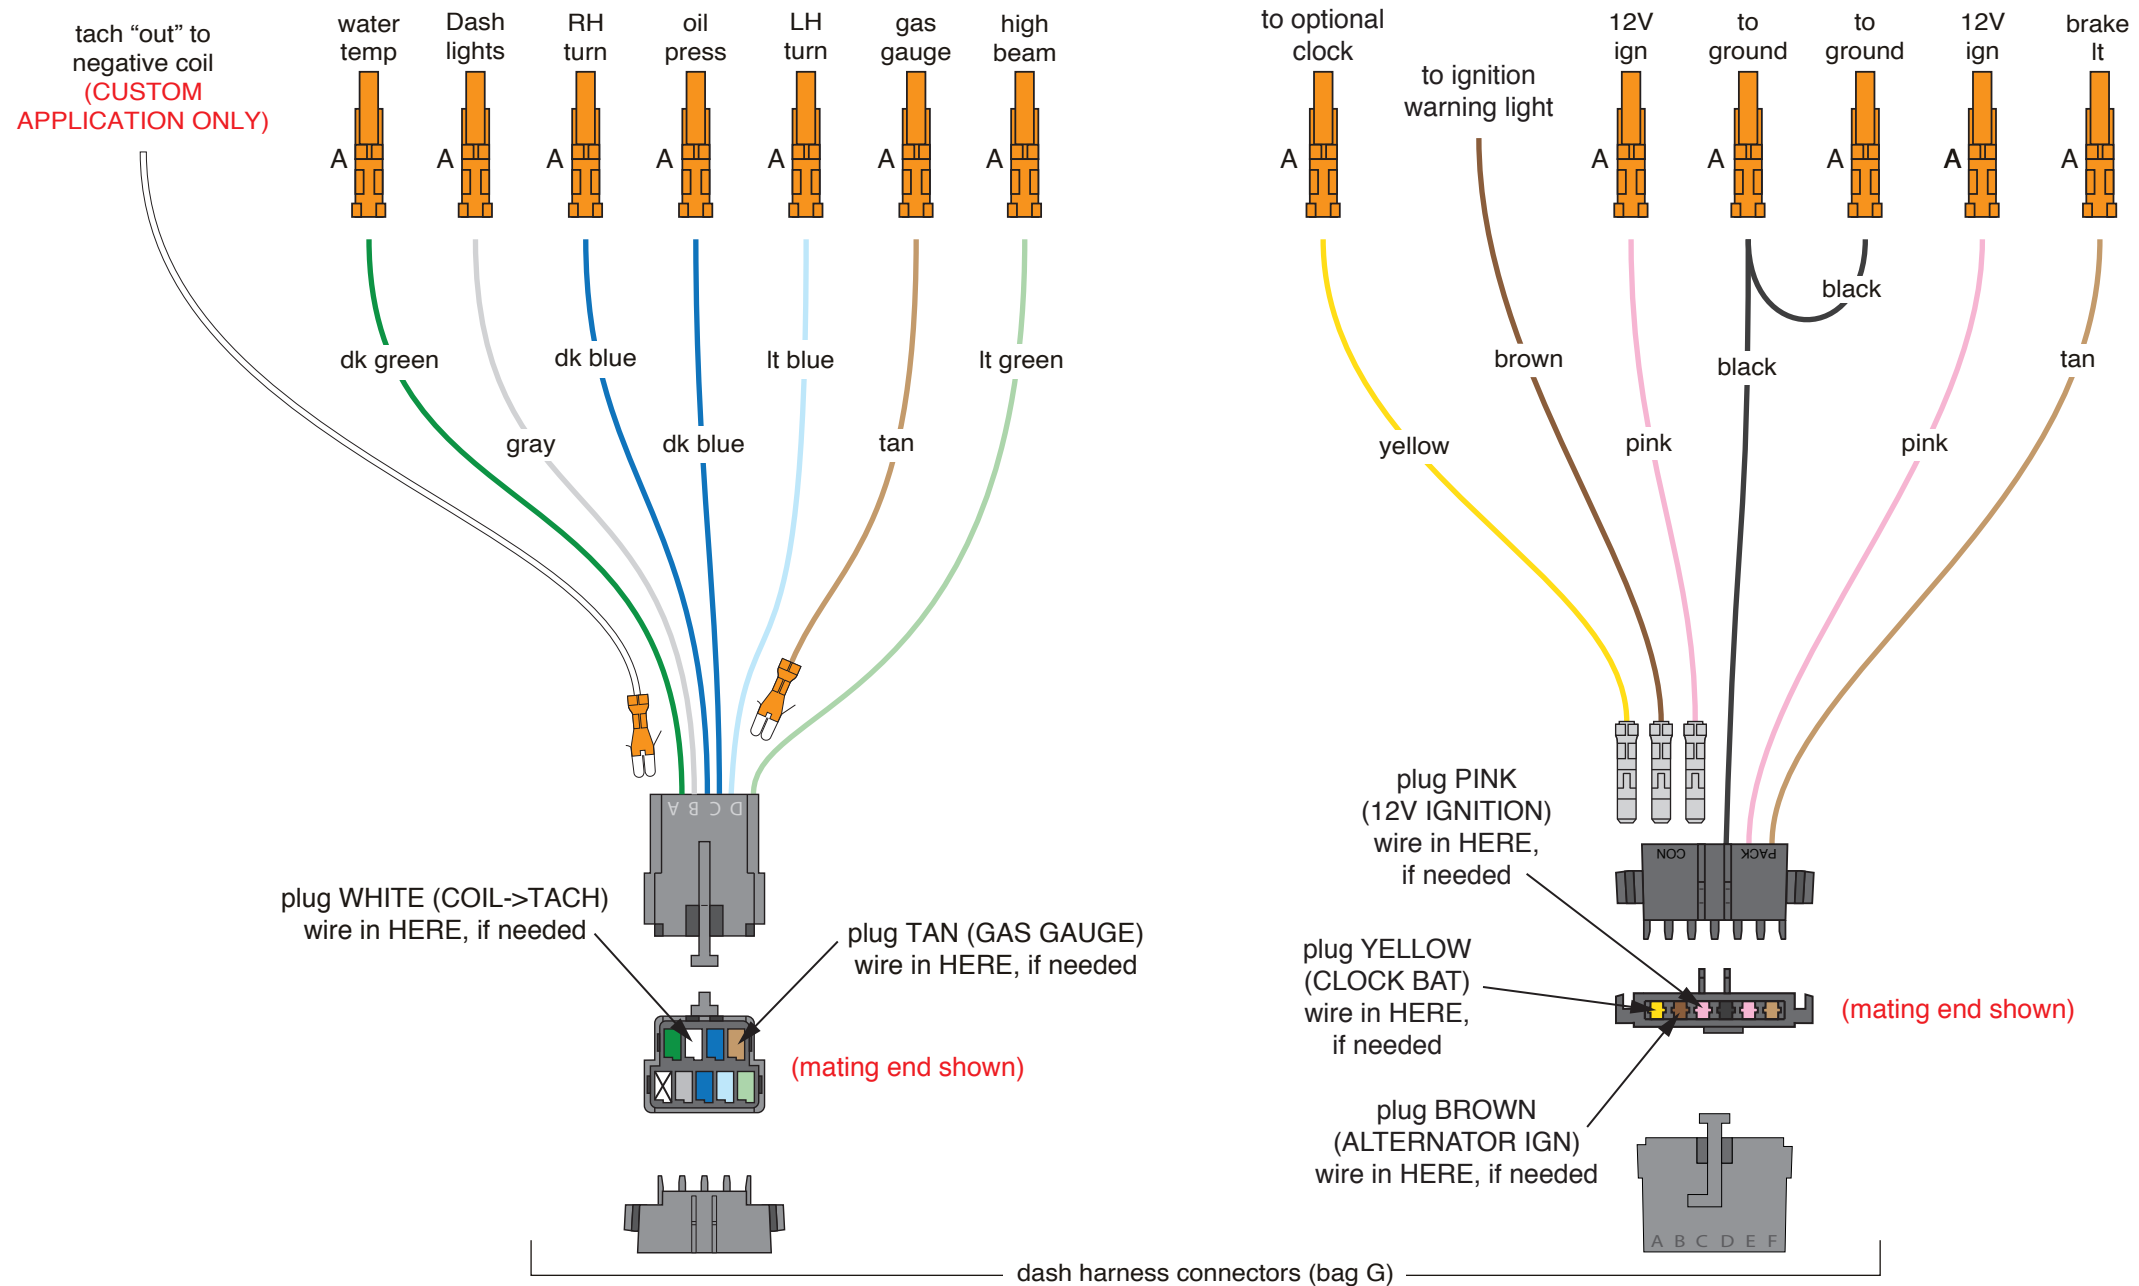 tach “out” to
negative coil
(CUSTOM
APPLICATION ONLY)
water
temp
Dash
lights
RH
turn
oil
press
LH
turn
gas
gauge
high
beam
to optional
clock
to ignition
warning light
12V
ign
to
ground
to
ground
12V
ign
brake
lt
A
A
A
A
A
A
A
A
A
A
A
A
A
black
dk green
dk blue
lt blue
lt green
brown
black
tan
gray
dk blue
tan
yellow
pink
pink
A B C D
plug PINK
(12V IGNITION)
wire in HERE,
if needed
CON PACK
plug WHITE (COIL->TACH)
wire in HERE, if needed
plug TAN (GAS GAUGE)
wire in HERE, if needed
plug YELLOW
(CLOCK BAT)
wire in HERE,
if needed
(mating end shown)
(mating end shown)
plug BROWN
(ALTERNATOR IGN)
wire in HERE, if needed
A B C D E F
dash harness connectors (bag G)